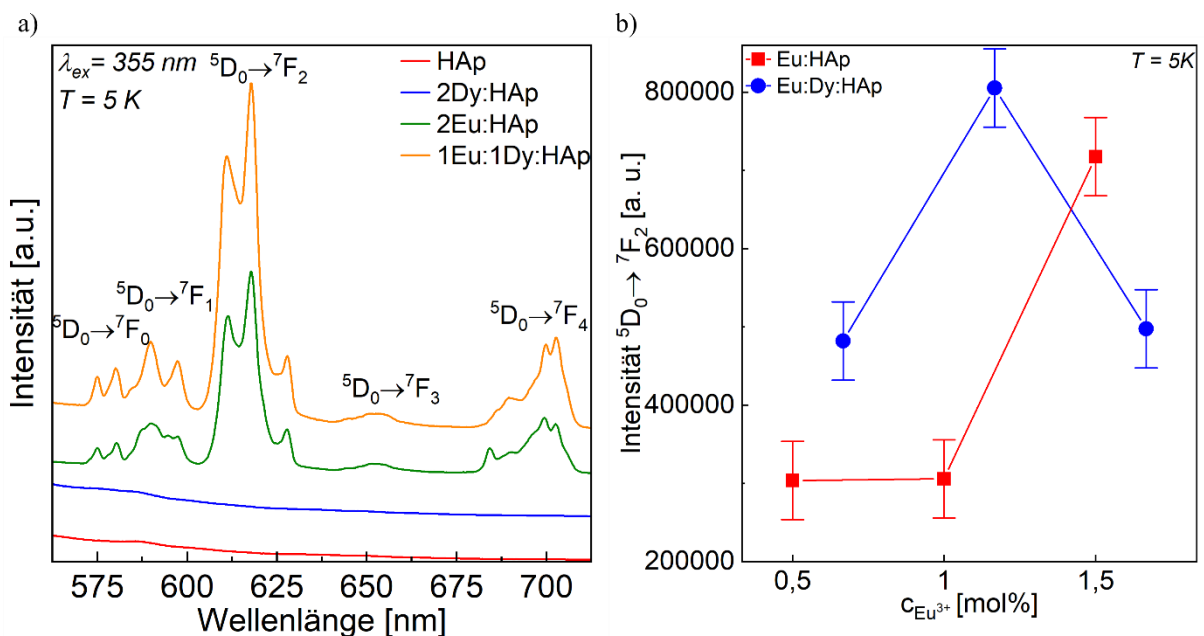 a)
λex= 355 nm
T = 5 K
⁵D₀→⁷F₂
HAp
2Dy:HAp
2Eu:HAp
1Eu:1Dy:HAp
⁵D₀→⁷F₁
⁵D₀→⁷F₀
⁵D₀→⁷F₃
⁵D₀→⁷F₄
Intensität [a.u.]
575 600 625 650 675 700
Wellenlänge [nm]
b)
Eu:HAp
Eu:Dy:HAp
T = 5K
800000
600000
400000
200000
Intensität ⁵D₀→ ⁷F₂ [a. u.]
0,5 1 1,5
cEu³⁺ [mol%]